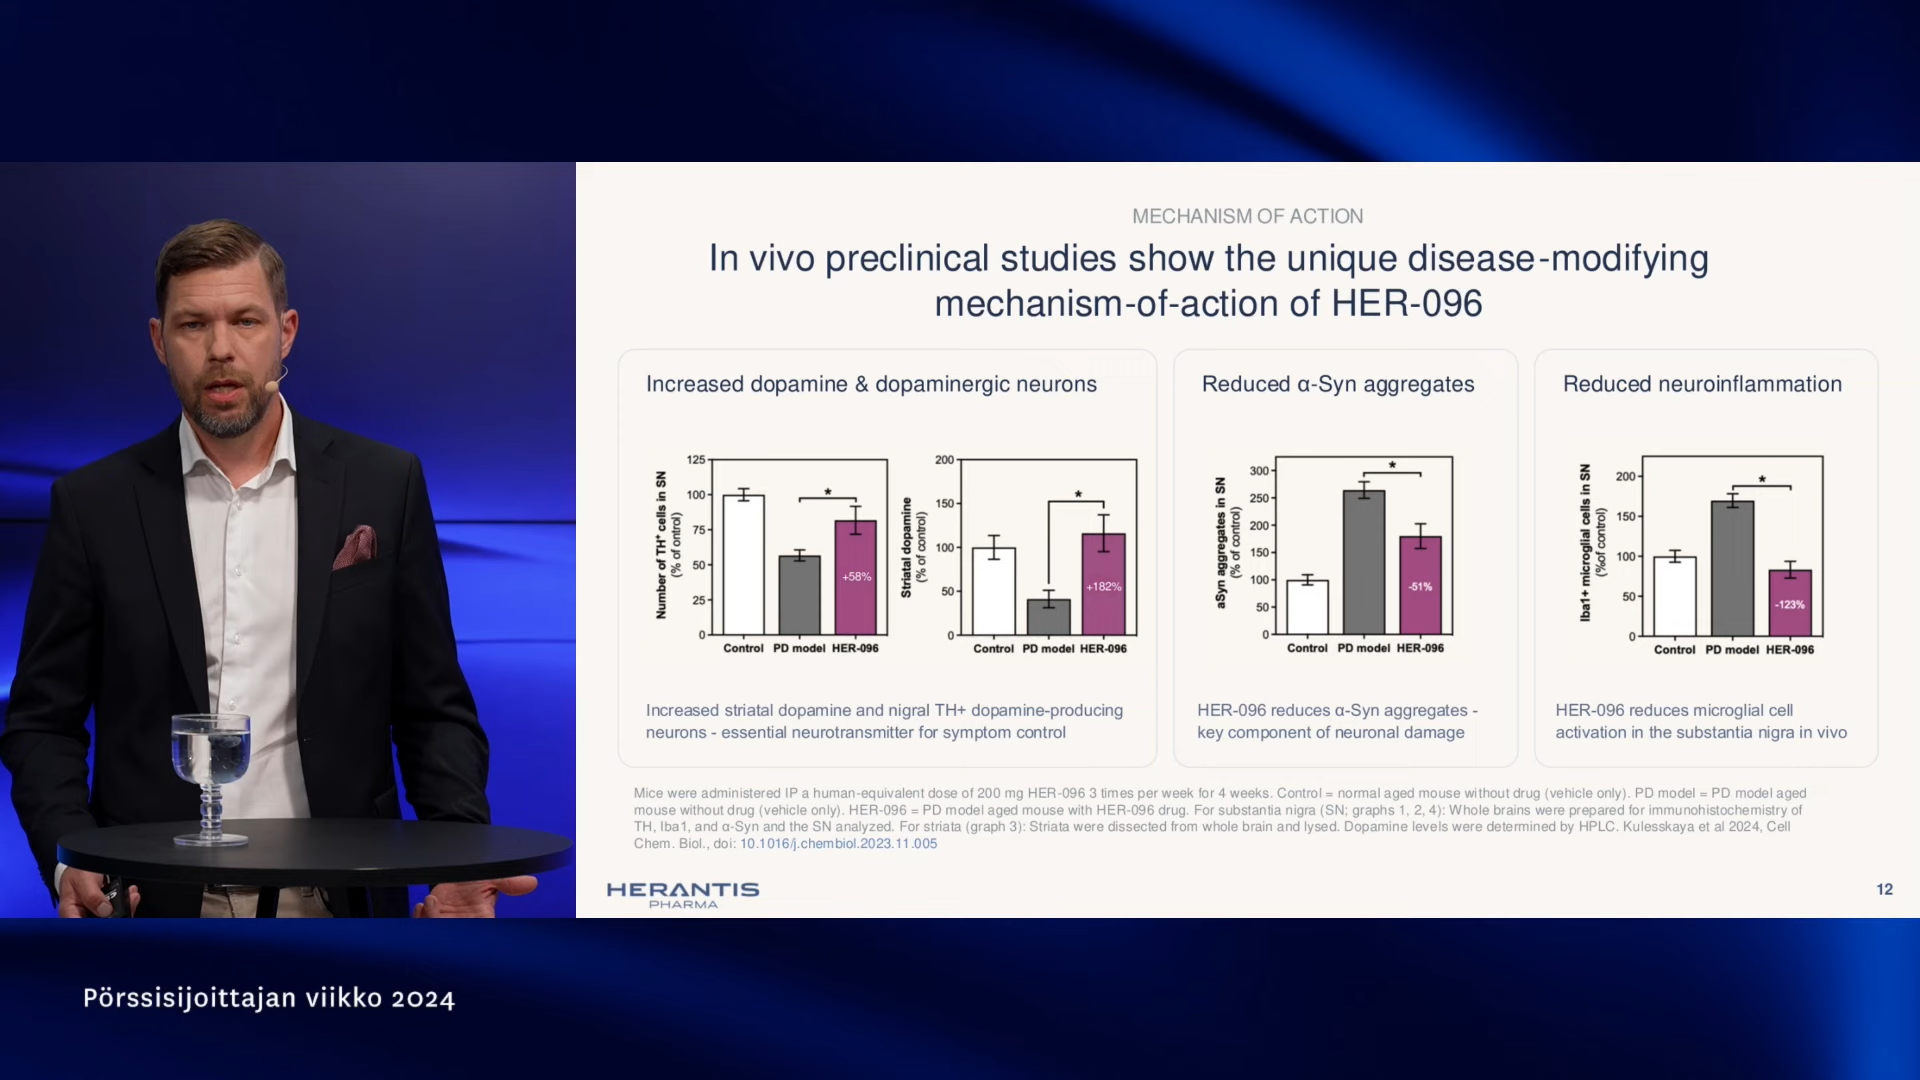 MECHANISM OF ACTION
In vivo preclinical studies show the unique disease-modifying
mechanism-of-action of HER-096
Increased dopamine & dopaminergic neurons
Number of TH+ cells in SN
(% of ontrol)
125
100
75
50
25
0
*
+58%
Control PD model HER-096
Striatal dopamine
(% of control)
200
150
100
50
0
*
+182%
Control PD model HER-096
Increased striatal dopamine and nigral TH+ dopamine-producing
neurons - essential neurotransmitter for symptom control
Reduced α-Syn aggregates
aSyn aggregates in SN
(% of control)
300
250
200
150
100
50
0
*
-51%
Control PD model HER-096
HER-096 reduces α-Syn aggregates -
key component of neuronal damage
Reduced neuroinflammation
Iba1+ microglial cells in SN
(%of control)
200
150
100
50
0
*
-123%
Control PD model HER-096
HER-096 reduces microglial cell
activation in the substantia nigra in vivo
Mice were administered IP a human-equivalent dose of 200 mg HER-096 3 times per week for 4 weeks. Control = normal aged mouse without drug (vehicle only). PD model = PD model aged
mouse without drug (vehicle only). HER-096 = PD model aged mouse with HER-096 drug. For substantia nigra (SN; graphs 1, 2, 4): Whole brains were prepared for immunohistochemistry of
TH, Iba1, and α-Syn and the SN analyzed. For striata (graph 3): Striata were dissected from whole brain and lysed. Dopamine levels were determined by HPLC. Kulesskaya et al 2024, Cell
Chem. Biol., doi: 10.1016/j.chembiol.2023.11.005
HERANTIS
PHARMA
12
Pörssisijoittajan viikko 2024